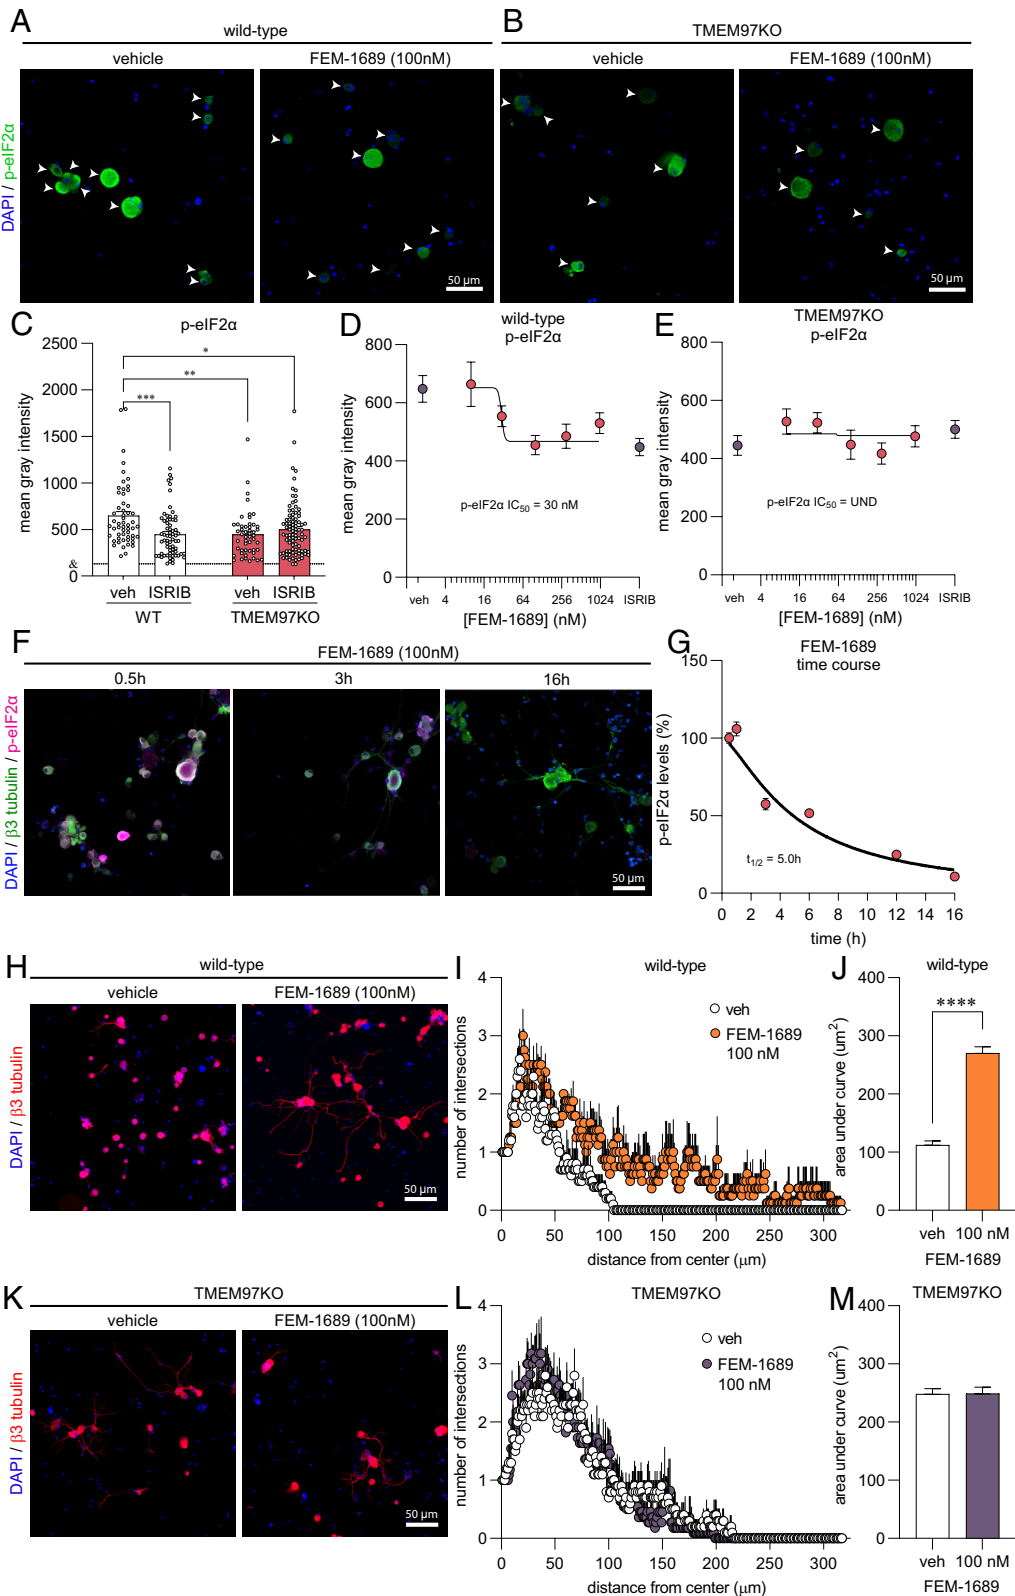 A
wild-type
vehicle
FEM-1689 (100nM)
DAPI / p-eIF2α
50 µm
B
TMEM97KO
vehicle
FEM-1689 (100nM)
50 µm
C
p-eIF2α
2500
2000
1500
1000
500
0
&
mean gray intensity
*
**
***
veh
ISRIB
veh
ISRIB
WT
TMEM97KO
D
wild-type
p-eIF2α
800
600
400
200
0
mean gray intensity
p-eIF2α IC50 = 30 nM
veh
4
16
64
256
1024
ISRIB
[FEM-1689] (nM)
E
TMEM97KO
p-eIF2α
800
600
400
200
0
mean gray intensity
p-eIF2α IC50 = UND
veh
4
16
64
256
1024
ISRIB
[FEM-1689] (nM)
F
FEM-1689 (100nM)
0.5h
3h
16h
DAPI / β3 tubulin / p-eIF2α
50 µm
G
FEM-1689
time course
150
100
50
0
p-eIF2α levels (%)
t1/2 = 5.0h
0 2 4 6 8 10 12 14 16
time (h)
H
wild-type
vehicle
FEM-1689 (100nM)
DAPI / β3 tubulin
50 µm
I
wild-type
4
3
2
1
0
number of intersections
veh
FEM-1689
100 nM
0 50 100 150 200 250 300
distance from center (µm)
J
wild-type
400
300
200
100
0
area under curve (um²)
****
veh 100 nM
FEM-1689
K
TMEM97KO
vehicle
FEM-1689 (100nM)
DAPI / β3 tubulin
50 µm
L
TMEM97KO
4
3
2
1
0
number of intersections
veh
FEM-1689
100 nM
0 50 100 150 200 250 300
distance from center (µm)
M
TMEM97KO
400
300
200
100
0
area under curve (um²)
veh 100 nM
FEM-1689